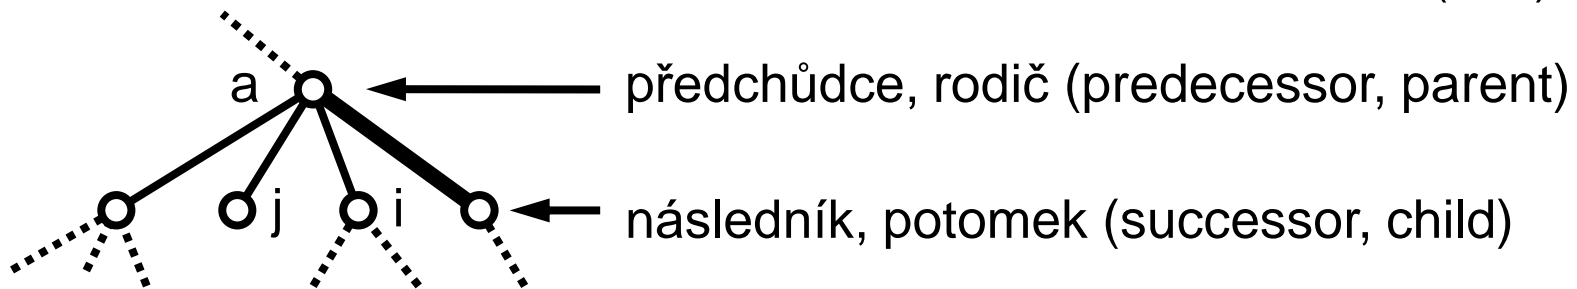 a
předchůdce, rodič (predecessor, parent)
j
i
následník, potomek (successor, child)